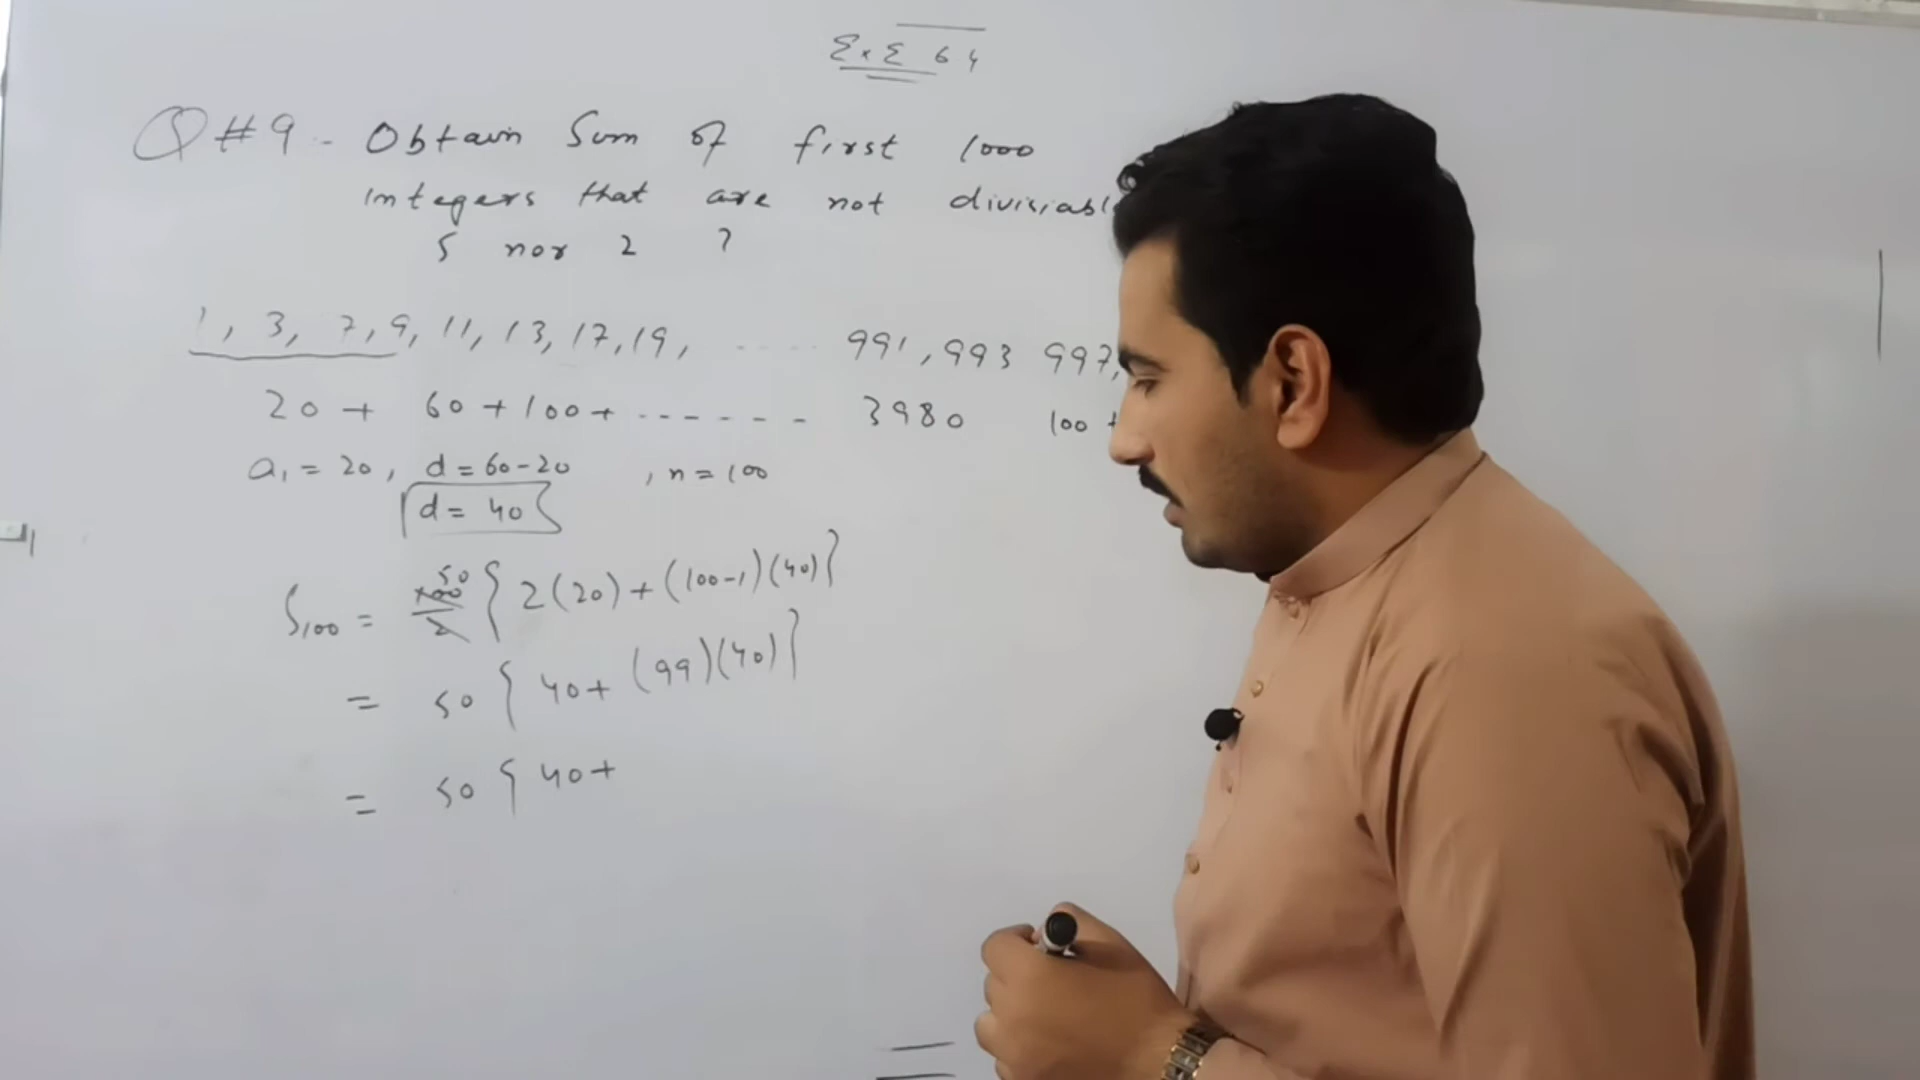 Ex E 64
Q #9 - Obtain Sum of first 1000
integers that are not divisiabl
5 nor 2 ?
1, 3, 7, 9, 11, 13, 17, 19, .... 991, 993 997,
20 + 60 + 100 + ------- 3980 100 t
a₁ = 20, d = 60-20 , n = 100
d = 40
S₁₀₀ = 100/2 50 { 2(20) + (100-1)(40) }
= 50 { 40 + (99)(40) }
= 50 { 40 +
=